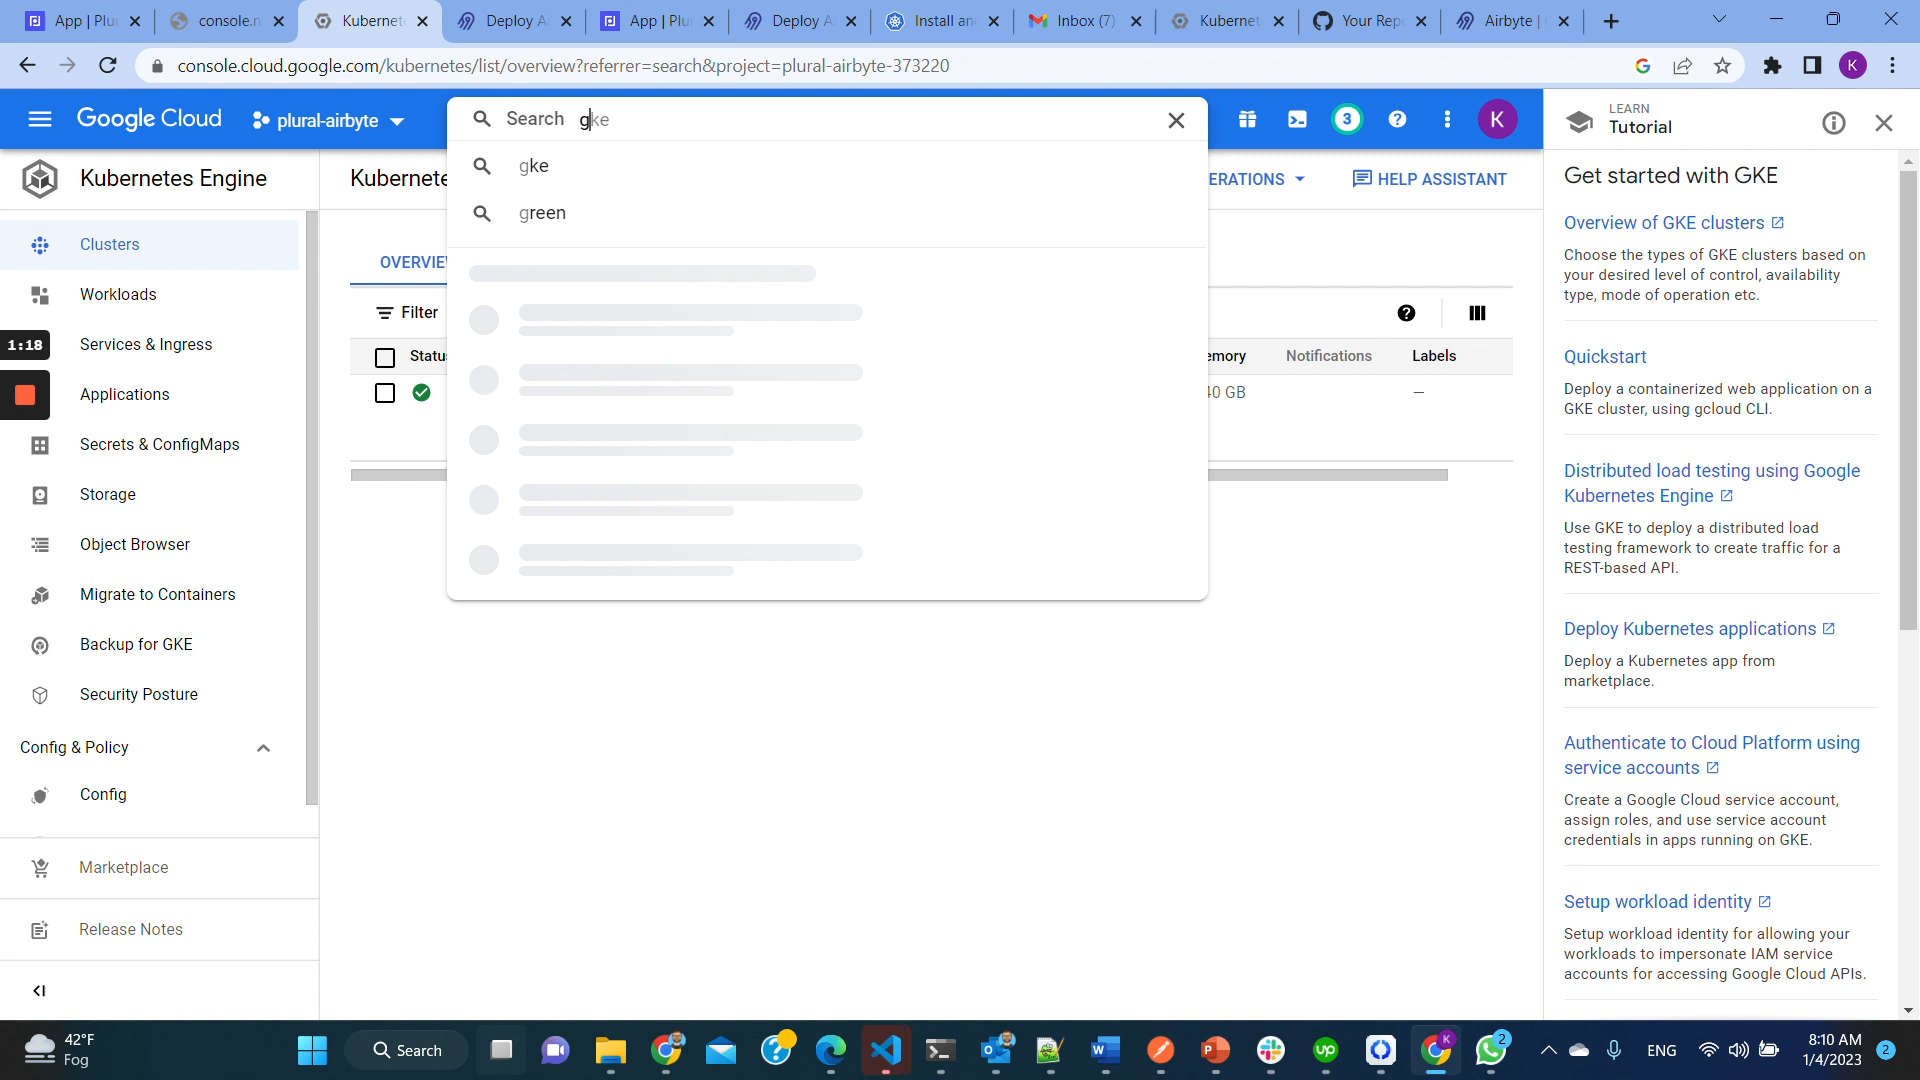 App | Plur
console.n
Kubernete
Deploy Ai
App | Plur
Deploy Ai
Install an
Inbox (7)
Kubernet
Your Repo
Airbyte |
console.cloud.google.com/kubernetes/list/overview?referrer=search&project=plural-airbyte-373220
K
Google Cloud
plural-airbyte
Search gke
3
K
LEARN
Tutorial
gke
green
Kubernetes Engine
Kubernete
ERATIONS
HELP ASSISTANT
Clusters
Workloads
Services & Ingress
Applications
Secrets & ConfigMaps
Storage
Object Browser
Migrate to Containers
Backup for GKE
Security Posture
Config & Policy
Config
Marketplace
Release Notes
1:18
OVERVIEW
Filter
Status
emory
Notifications
Labels
40 GB
—
Get started with GKE
Overview of GKE clusters
Choose the types of GKE clusters based on
your desired level of control, availability
type, mode of operation etc.
Quickstart
Deploy a containerized web application on a
GKE cluster, using gcloud CLI.
Distributed load testing using Google
Kubernetes Engine
Use GKE to deploy a distributed load
testing framework to create traffic for a
REST-based API.
Deploy Kubernetes applications
Deploy a Kubernetes app from
marketplace.
Authenticate to Cloud Platform using
service accounts
Create a Google Cloud service account,
assign roles, and use service account
credentials in apps running on GKE.
Setup workload identity
Setup workload identity for allowing your
workloads to impersonate IAM service
accounts for accessing Google Cloud APIs.
42°F
Fog
Search
K
2
ENG
8:10 AM
1/4/2023
2